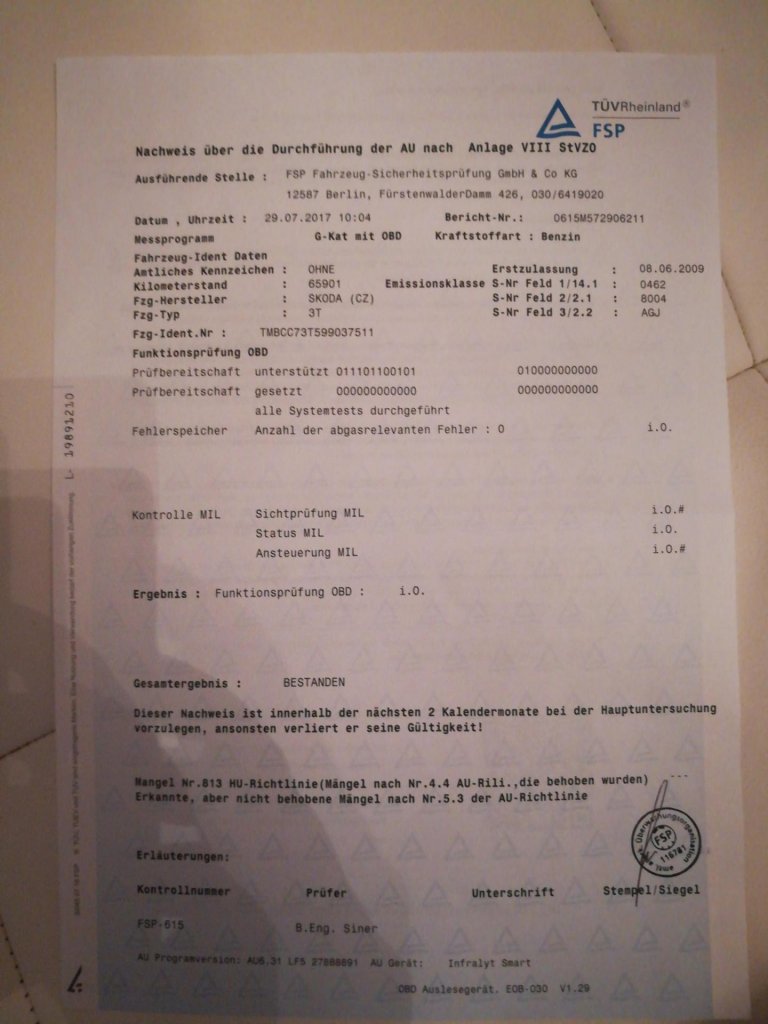 TÜVRheinland®
FSP
Nachweis über die Durchführung der AU nach Anlage VIII StVZO
Ausführende Stelle : FSP Fahrzeug-Sicherheitsprüfung GmbH & Co KG
12587 Berlin, FürstenwalderDamm 426, 030/6419020
Datum , Uhrzeit : 29.07.2017 10:04 Bericht-Nr.: 0615M572906211
Messprogramm G-Kat mit OBD Kraftstoffart : Benzin
Fahrzeug-Ident Daten
Amtliches Kennzeichen : OHNE Erstzulassung : 08.06.2009
Kilometerstand : 65901 Emissionsklasse S-Nr Feld 1/14.1 : 0462
Fzg-Hersteller : SKODA (CZ) S-Nr Feld 2/2.1 : 8004
Fzg-Typ : 3T S-Nr Feld 3/2.2 : AGJ
Fzg-Ident.Nr : TMBCC73T599037511
Funktionsprüfung OBD
Prüfbereitschaft unterstützt 011101100101 010000000000
Prüfbereitschaft gesetzt 000000000000 000000000000
alle Systemtests durchgeführt
Fehlerspeicher Anzahl der abgasrelevanten Fehler : 0 i.O.
Kontrolle MIL Sichtprüfung MIL i.O.#
Status MIL i.O.
Ansteuerung MIL i.O.#
Ergebnis : Funktionsprüfung OBD : i.O.
Gesamtergebnis : BESTANDEN
Dieser Nachweis ist innerhalb der nächsten 2 Kalendermonate bei der Hauptuntersuchung
vorzulegen, ansonsten verliert er seine Gültigkeit!
Mangel Nr.813 HU-Richtlinie(Mängel nach Nr.4.4 AU-Rili.,die behoben wurden) ---
Erkannte, aber nicht behobene Mängel nach Nr.5.3 der AU-Richtlinie
Erläuterungen:
Kontrollnummer Prüfer Unterschrift Stempel/Siegel
FSP-615 B.Eng. Siner
AU Programversion: AU6.31 LF5 27888891 AU Gerät: Infralyt Smart
OBD Auslesegerät. EOB-030 V1.29
L- 19891210
Überwachungsorganisation
FSP